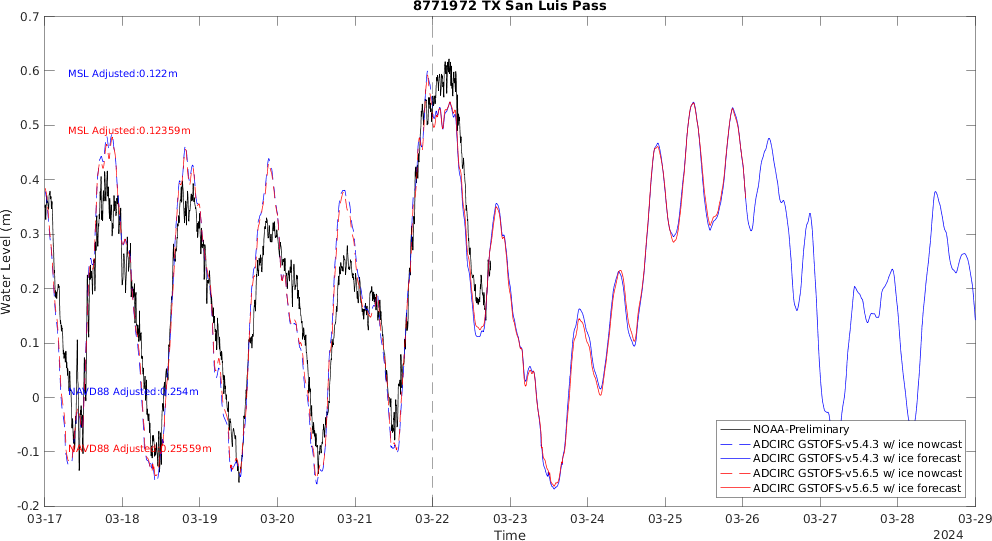 8771972 TX San Luis Pass
0.7
0.6
0.5
0.4
0.3
0.2
0.1
0
-0.1
-0.2
Water Level (m)
MSL Adjusted:0.122m
MSL Adjusted:0.12359m
NAVD88 Adjusted:0.254m
NAVD88 Adjusted:0.25559m
NOAA-Preliminary
ADCIRC GSTOFS-v5.4.3 w/ ice nowcast
ADCIRC GSTOFS-v5.4.3 w/ ice forecast
ADCIRC GSTOFS-v5.6.5 w/ ice nowcast
ADCIRC GSTOFS-v5.6.5 w/ ice forecast
03-17 03-18 03-19 03-20 03-21 03-22 03-23 03-24 03-25 03-26 03-27 03-28 03-29
Time
2024